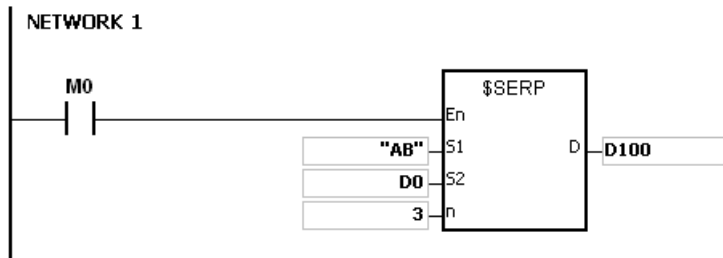 NETWORK 1
M0
$SERP
En
"AB" S1 D D100
D0 S2
3 n